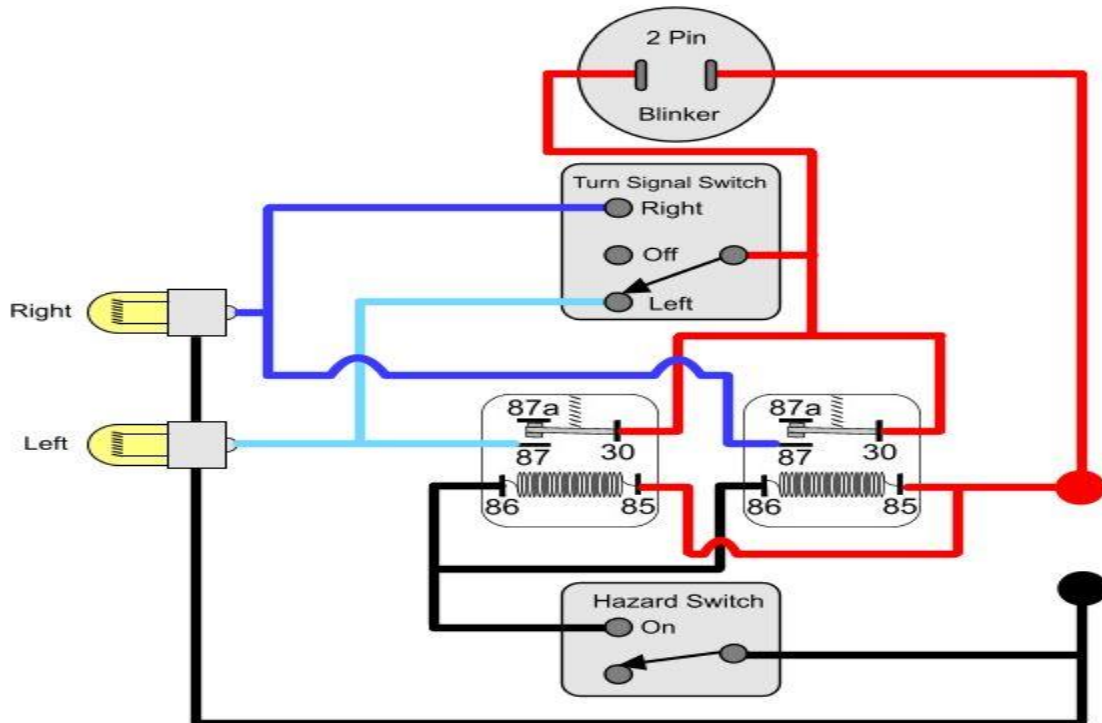 2 Pin
Blinker
Turn Signal Switch
Right
Off
Left
Right
Left
87a
30
87
86
85
87a
30
87
86
85
Hazard Switch
On